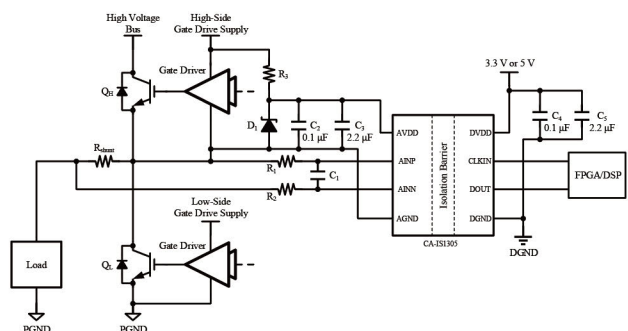 High Voltage
Bus
High-Side
Gate Drive Supply
Gate Driver
QH
R3
3.3 V or 5 V
D1
C2
0.1 μF
C3
2.2 μF
C4
0.1 μF
C5
2.2 μF
AVDD
DVDD
Rshunt
R1
AINP
CLKIN
C1
R2
AINN
DOUT
FPGA/DSP
Isolation Barrier
AGND
DGND
CA-IS1305
DGND
Low-Side
Gate Drive Supply
Gate Driver
QL
Load
PGND
PGND